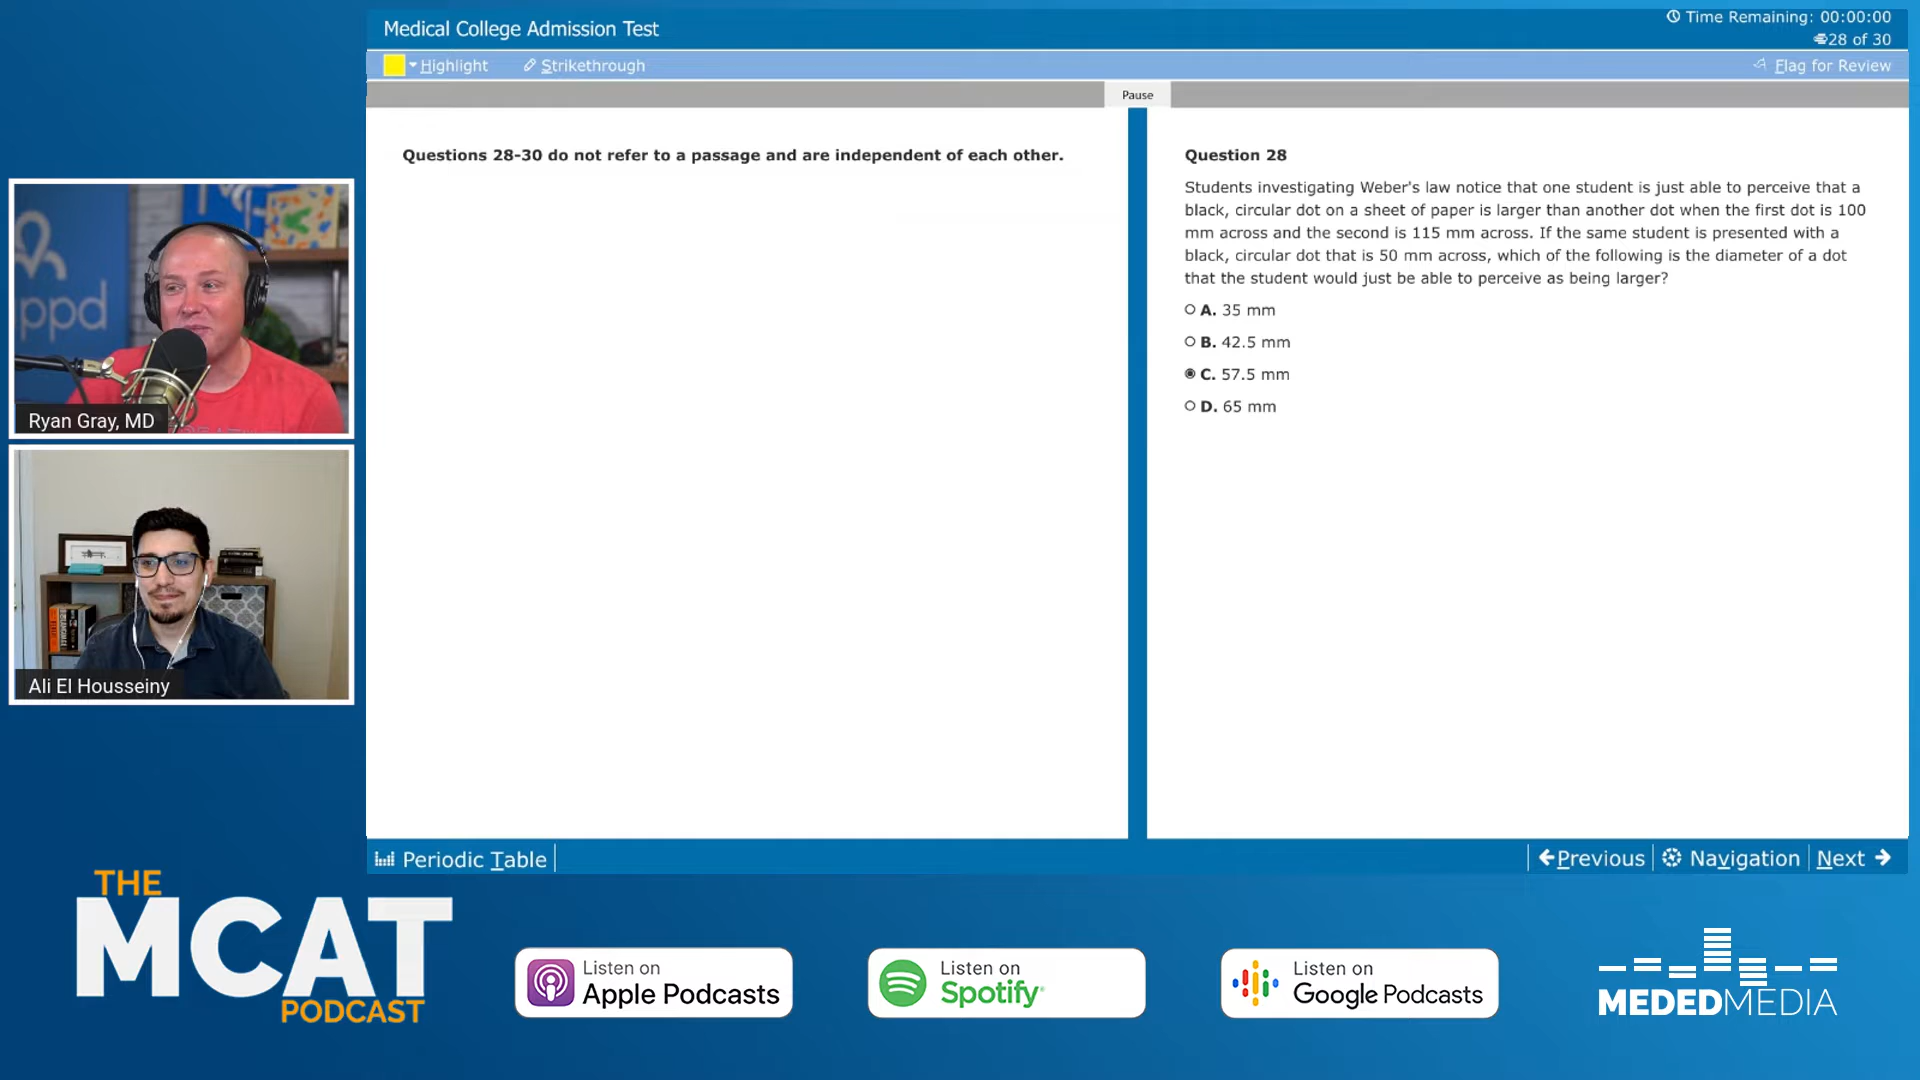 Medical College Admission Test
Time Remaining: 00:00:00
28 of 30
Highlight
Strikethrough
Flag for Review
Pause
Questions 28-30 do not refer to a passage and are independent of each other.
Question 28
Students investigating Weber's law notice that one student is just able to perceive that a
black, circular dot on a sheet of paper is larger than another dot when the first dot is 100
mm across and the second is 115 mm across. If the same student is presented with a
black, circular dot that is 50 mm across, which of the following is the diameter of a dot
that the student would just be able to perceive as being larger?
A. 35 mm
B. 42.5 mm
C. 57.5 mm
D. 65 mm
ppd
Ryan Gray, MD
Ali El Housseiny
Periodic Table
Previous
Navigation
Next
THE
MCAT
PODCAST
Listen on
Apple Podcasts
Listen on
Spotify
Listen on
Google Podcasts
MEDEDMEDIA